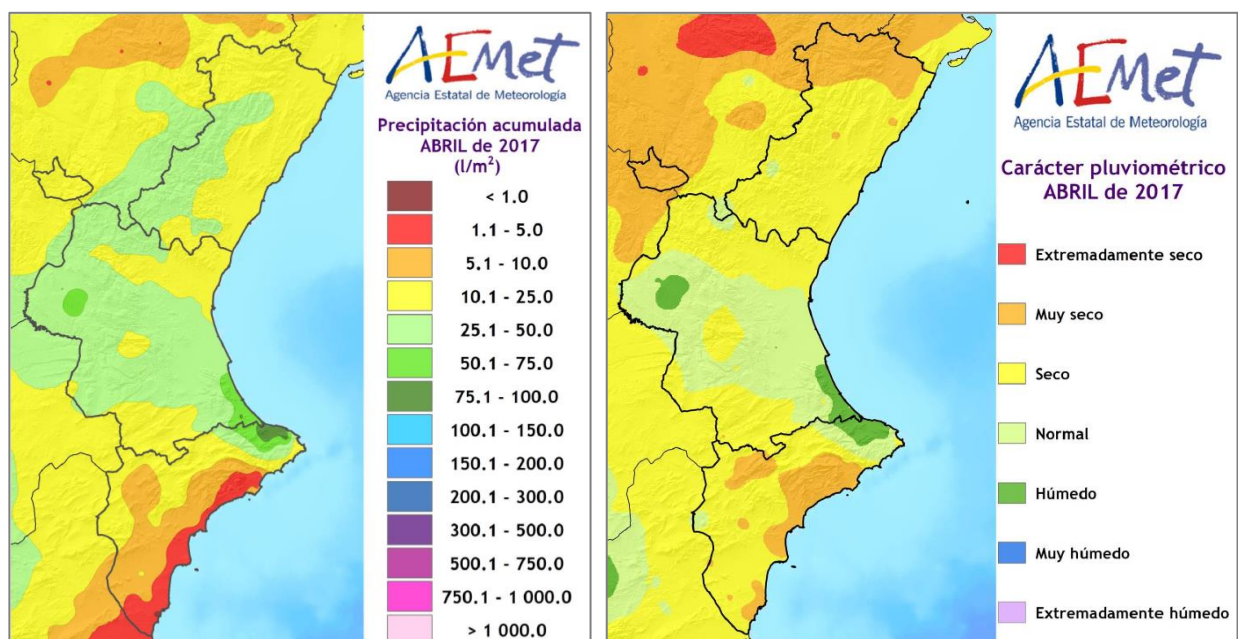 AEMet
Agencia Estatal de Meteorología
Precipitación acumulada
ABRIL de 2017
(l/m²)
< 1.0
1.1 - 5.0
5.1 - 10.0
10.1 - 25.0
25.1 - 50.0
50.1 - 75.0
75.1 - 100.0
100.1 - 150.0
150.1 - 200.0
200.1 - 300.0
300.1 - 500.0
500.1 - 750.0
750.1 - 1 000.0
> 1 000.0
AEMet
Agencia Estatal de Meteorología
Carácter pluviométrico
ABRIL de 2017
Extremadamente seco
Muy seco
Seco
Normal
Húmedo
Muy húmedo
Extremadamente húmedo